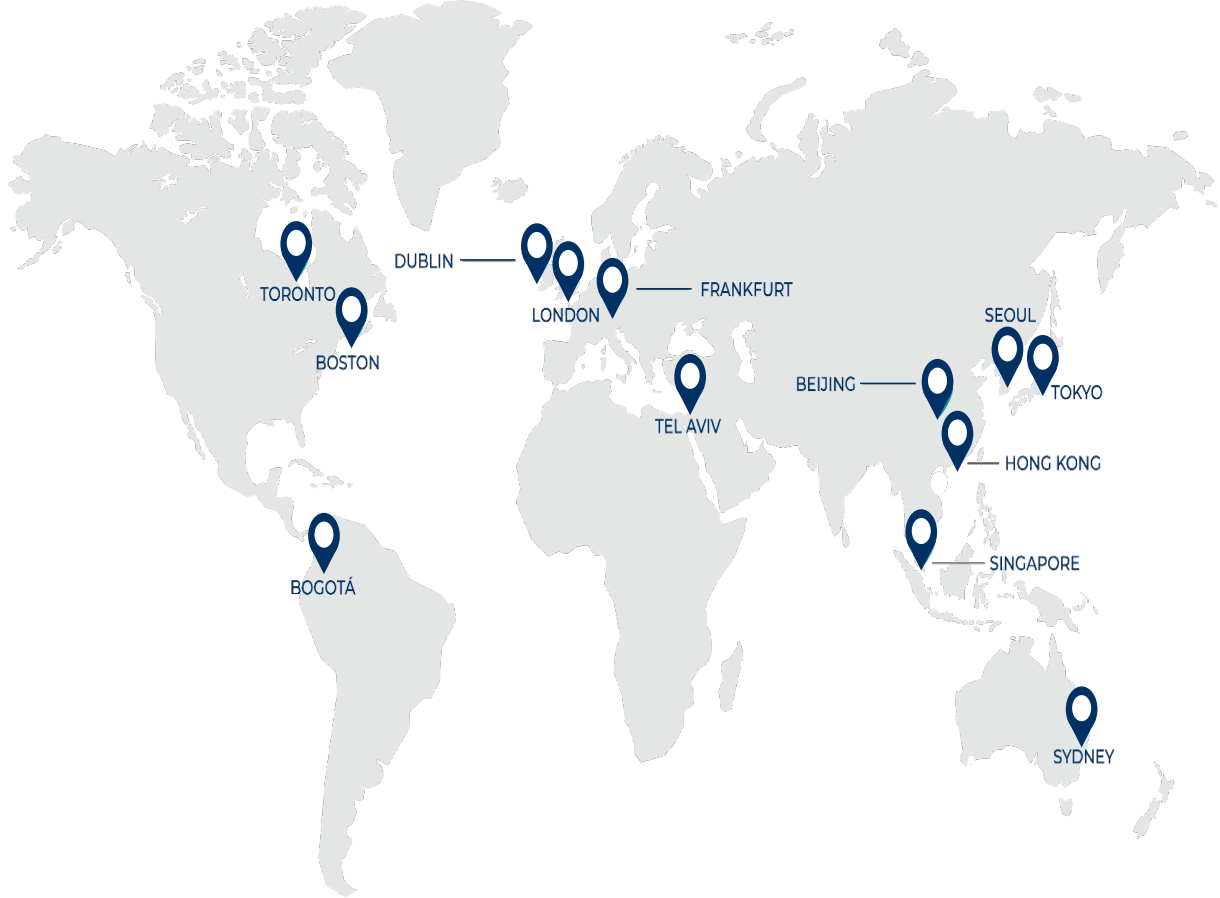 DUBLIN
FRANKFURT
TORONTO
LONDON
SEOUL
BOSTON
BEIJING
TOKYO
TEL AVIV
HONG KONG
SINGAPORE
BOGOTÁ
SYDNEY